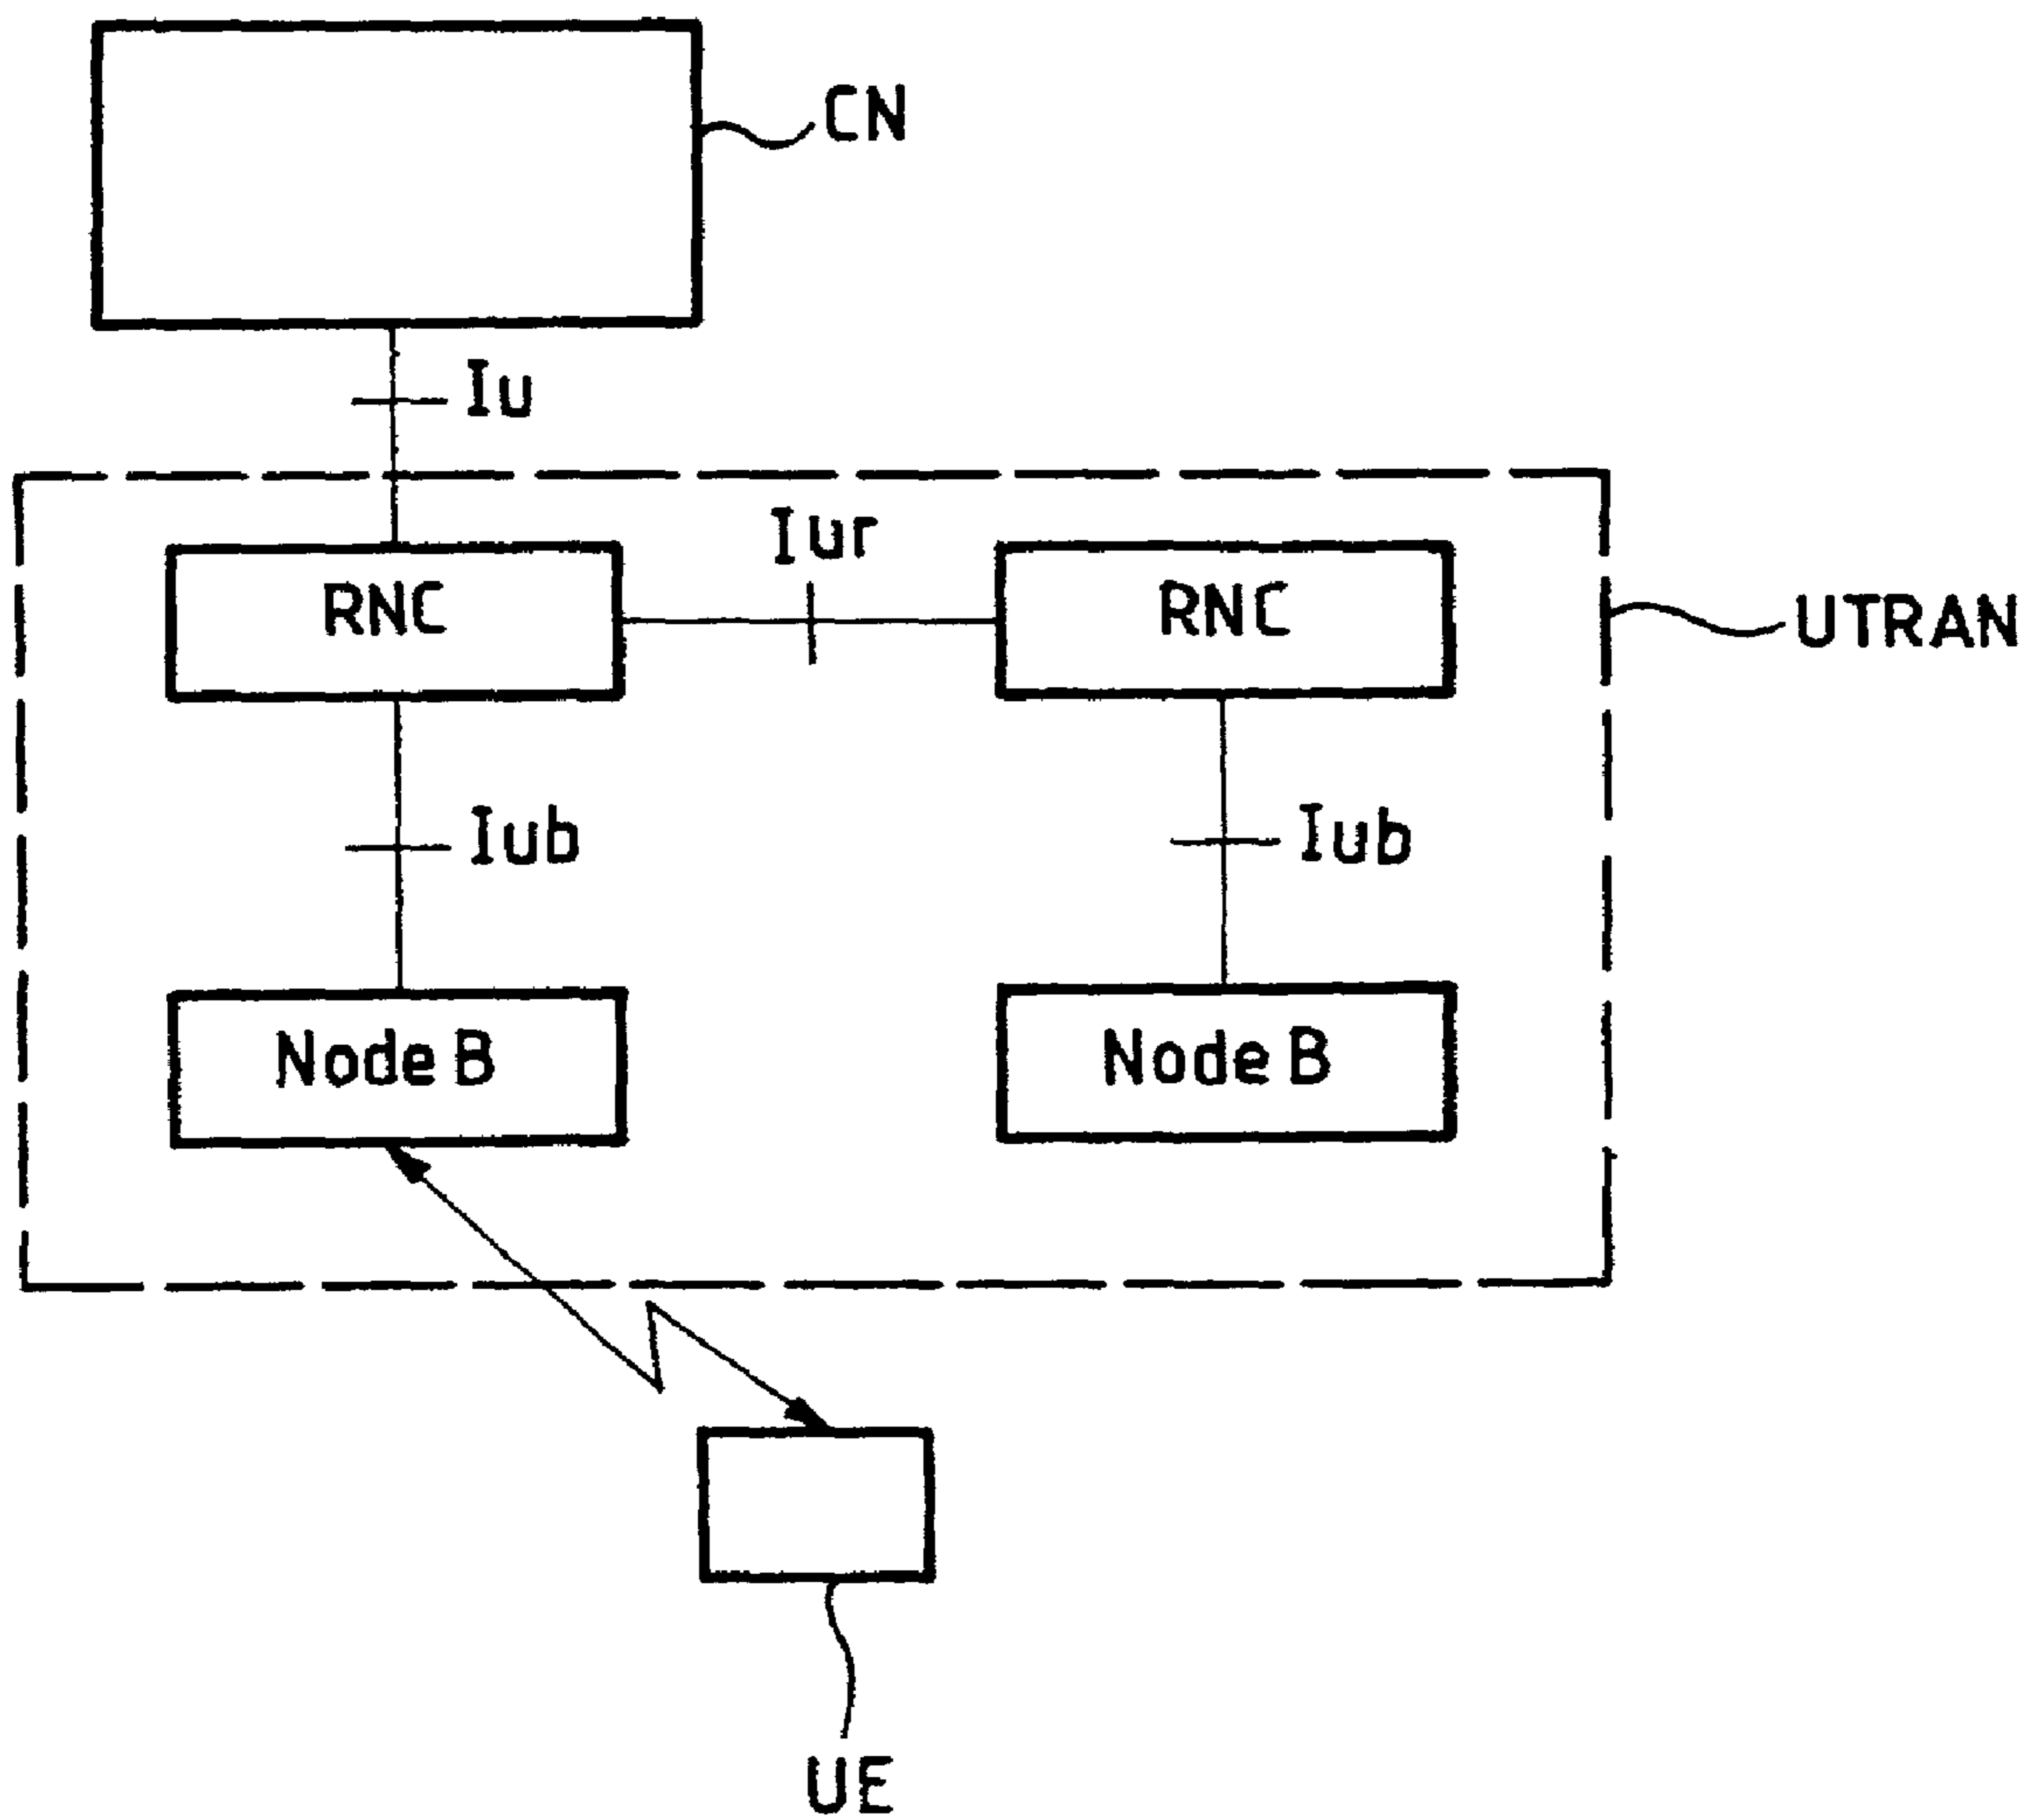 CN
Iu
Iur
RNC
RNC
UTRAN
Iub
Iub
Node B
Node B
UE